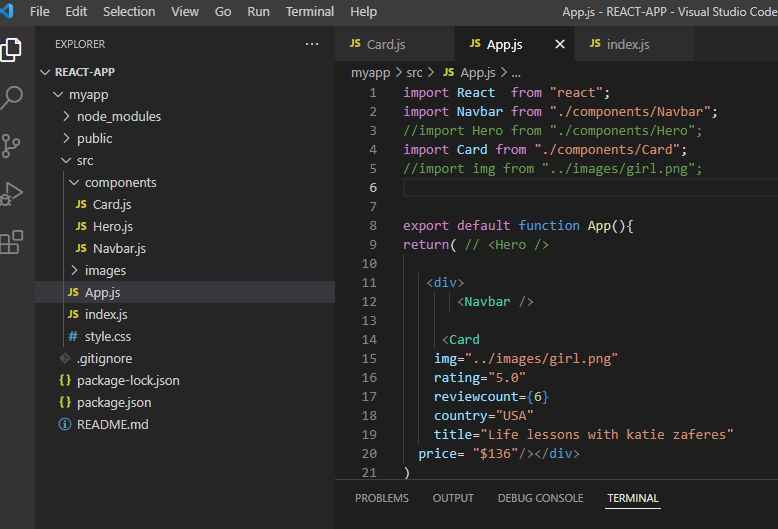 File Edit Selection View Go Run Terminal Help App.js - REACT-APP - Visual Studio Code
EXPLORER ...
JS Card.js JS App.js × JS index.js
REACT-APP
myapp
node_modules
public
src
components
JS Card.js
JS Hero.js
JS Navbar.js
images
JS App.js
JS index.js
# style.css
.gitignore
{} package-lock.json
{} package.json
README.md
myapp > src > JS App.js > ...
1 import React  from "react";
2 import Navbar from "./components/Navbar";
3 //import Hero from "./components/Hero";
4 import Card from "./components/Card";
5 //import img from "../images/girl.png";
6
7
8 export default function App(){
9 return( // <Hero />
10
11 <div>
12 <Navbar />
13
14 <Card
15 img="../images/girl.png"
16 rating="5.0"
17 reviewcount={6}
18 country="USA"
19 title="Life lessons with katie zaferes"
20 price= "$136"/></div>
21 )
PROBLEMS OUTPUT DEBUG CONSOLE TERMINAL